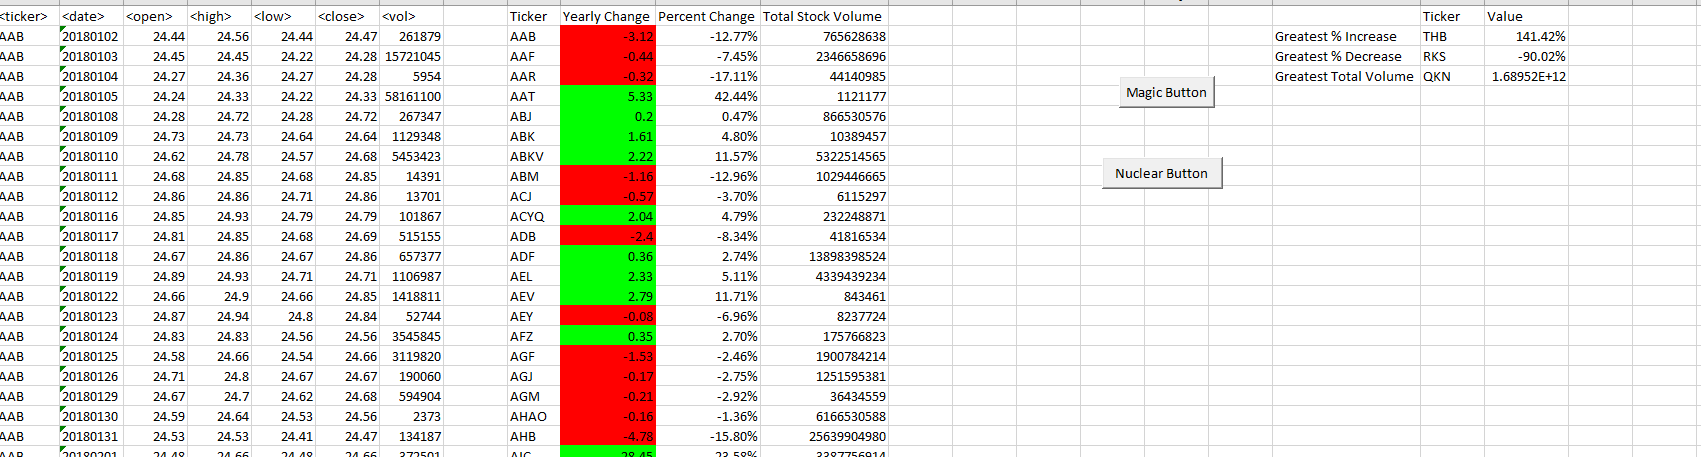 <ticker> <date> <open> <high> <low> <close> <vol> Ticker Yearly Change Percent Change Total Stock Volume Ticker Value
AAB 20180102 24.44 24.56 24.44 24.47 261879 AAB -3.12 -12.77% 765628638 Greatest % Increase THB 141.42%
AAB 20180103 24.45 24.45 24.22 24.28 15721045 AAF -0.44 -7.45% 2346658696 Greatest % Decrease RKS -90.02%
AAB 20180104 24.27 24.36 24.27 24.28 5954 AAR -0.32 -17.11% 44140985 Greatest Total Volume QKN 1.68952E+12
AAB 20180105 24.24 24.33 24.22 24.33 58161100 AAT 5.33 42.44% 1121177 Magic Button
AAB 20180108 24.28 24.72 24.28 24.72 267347 ABJ 0.2 0.47% 866530576
AAB 20180109 24.73 24.73 24.64 24.64 1129348 ABK 1.61 4.80% 10389457
AAB 20180110 24.62 24.78 24.57 24.68 5453423 ABKV 2.22 11.57% 5322514565
AAB 20180111 24.68 24.85 24.68 24.85 14391 ABM -1.16 -12.96% 1029446665 Nuclear Button
AAB 20180112 24.86 24.86 24.71 24.86 13701 ACJ -0.57 -3.70% 6115297
AAB 20180116 24.85 24.93 24.79 24.79 101867 ACYQ 2.04 4.79% 232248871
AAB 20180117 24.81 24.85 24.68 24.69 515155 ADB -2.4 -8.34% 41816534
AAB 20180118 24.67 24.86 24.67 24.86 657377 ADF 0.36 2.74% 13898398524
AAB 20180119 24.89 24.93 24.71 24.71 1106987 AEL 2.33 5.11% 4339439234
AAB 20180122 24.66 24.9 24.66 24.85 1418811 AEV 2.79 11.71% 843461
AAB 20180123 24.87 24.94 24.8 24.84 52744 AEY -0.08 -6.96% 8237724
AAB 20180124 24.83 24.83 24.56 24.56 3545845 AFZ 0.35 2.70% 175766823
AAB 20180125 24.58 24.66 24.54 24.66 3119820 AGF -1.53 -2.46% 1900784214
AAB 20180126 24.71 24.8 24.67 24.67 190060 AGJ -0.17 -2.75% 1251595381
AAB 20180129 24.67 24.7 24.62 24.68 594904 AGM -0.21 -2.92% 36434559
AAB 20180130 24.59 24.64 24.53 24.56 2373 AHAO -0.16 -1.36% 6166530588
AAB 20180131 24.53 24.53 24.41 24.47 134187 AHB -4.78 -15.80% 25639904980
AAB 20180201 24.48 24.66 24.48 24.66 372501 AIC 28.45 23.58% 3387756914